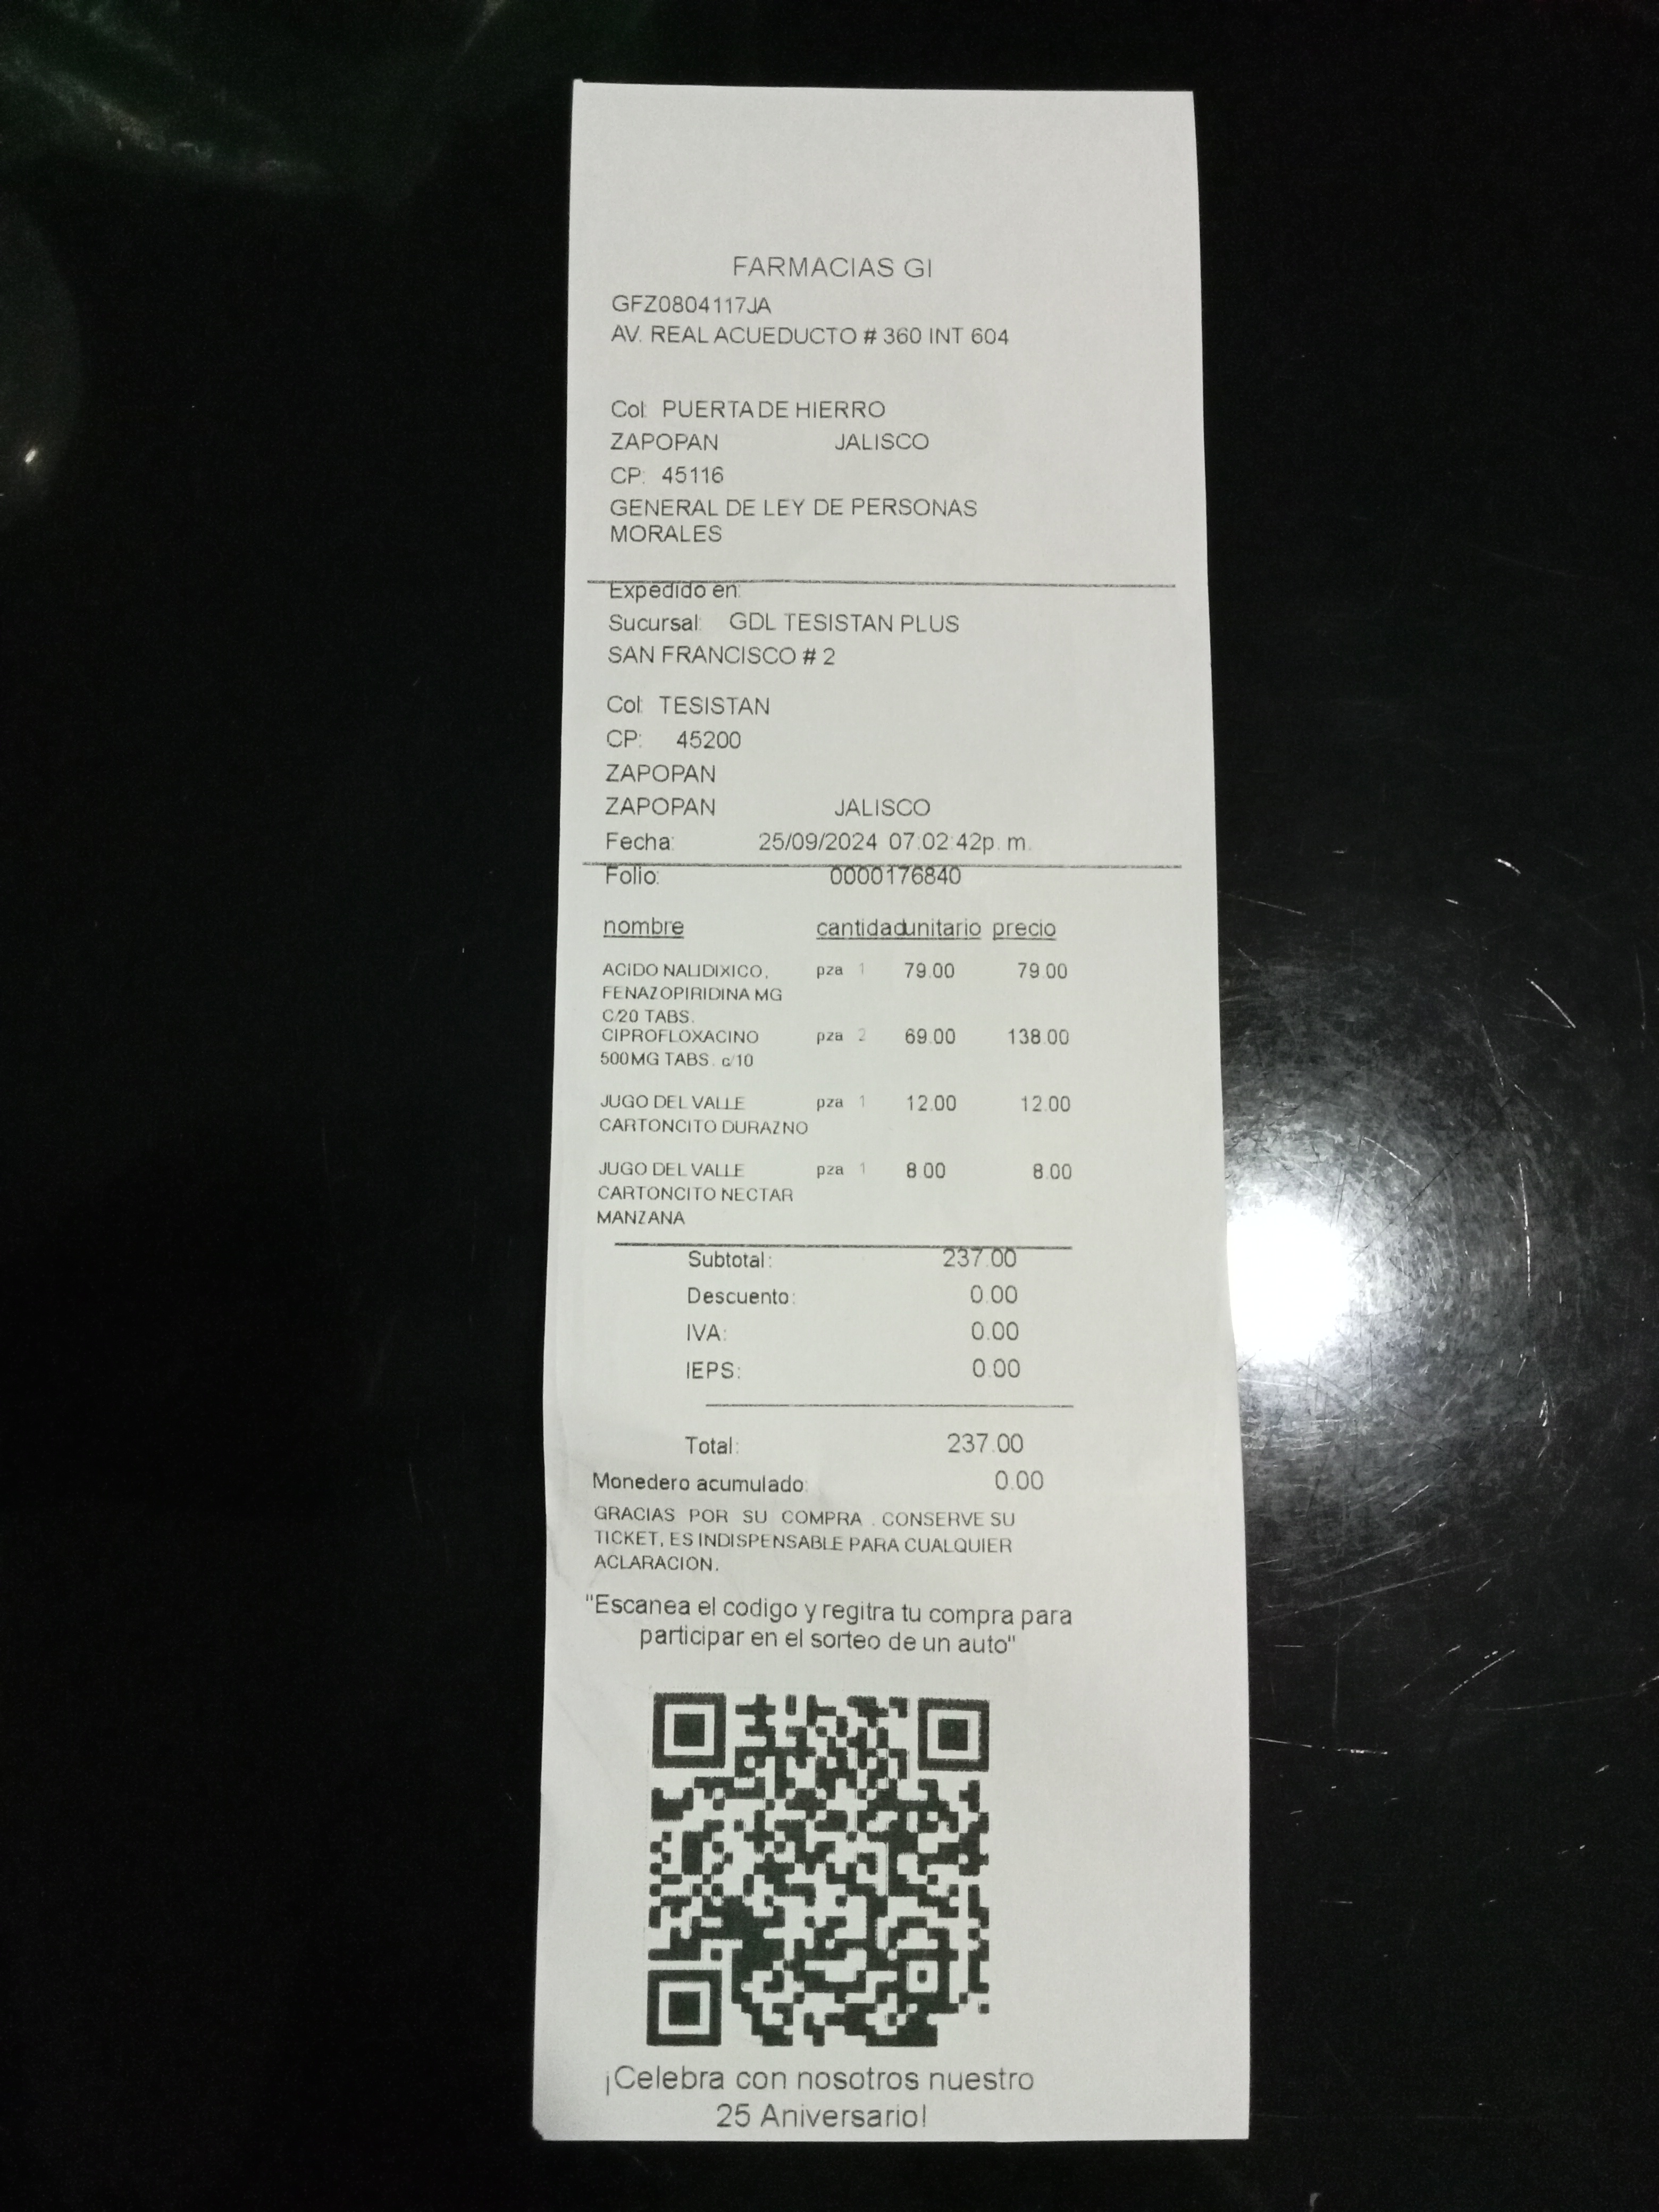 FARMACIAS GI
GFZ0804117JA
AV. REAL ACUEDUCTO # 360 INT 604
Col: PUERTA DE HIERRO
ZAPOPAN JALISCO
CP: 45116
GENERAL DE LEY DE PERSONAS
MORALES
Expedido en:
Sucursal: GDL TESISTAN PLUS
SAN FRANCISCO # 2
Col: TESISTAN
CP: 45200
ZAPOPAN
ZAPOPAN JALISCO
Fecha: 25/09/2024 07:02:42p. m.
Folio: 0000176840
nombre cantidad unitario precio
ACIDO NALIDIXICO, pza 1 79.00 79.00
FENAZOPIRIDINA MG
C/20 TABS.
CIPROFLOXACINO pza 2 69.00 138.00
500MG TABS. c/10
JUGO DEL VALLE pza 1 12.00 12.00
CARTONCITO DURAZNO
JUGO DEL VALLE pza 1 8.00 8.00
CARTONCITO NECTAR
MANZANA
Subtotal: 237.00
Descuento: 0.00
IVA: 0.00
IEPS: 0.00
Total: 237.00
Monedero acumulado: 0.00
GRACIAS POR SU COMPRA . CONSERVE SU
TICKET, ES INDISPENSABLE PARA CUALQUIER
ACLARACION.
"Escanea el codigo y regitra tu compra para
participar en el sorteo de un auto"
¡Celebra con nosotros nuestro
25 Aniversario!